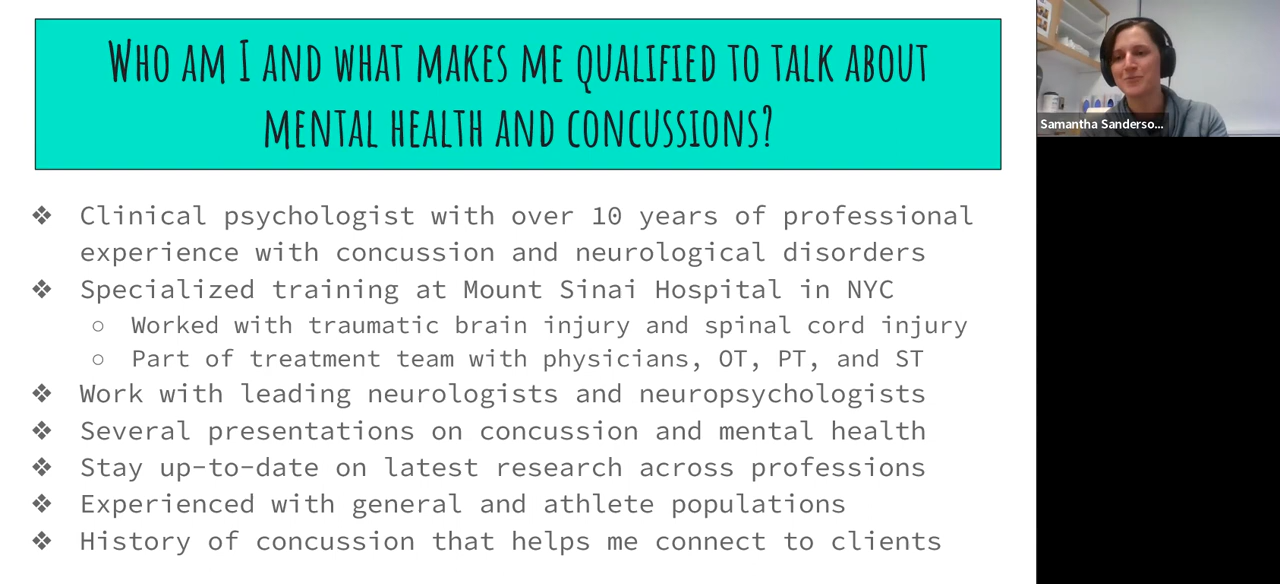 Who am I and what makes me qualified to talk about
mental health and concussions?
❖ Clinical psychologist with over 10 years of professional
experience with concussion and neurological disorders
❖ Specialized training at Mount Sinai Hospital in NYC
○ Worked with traumatic brain injury and spinal cord injury
○ Part of treatment team with physicians, OT, PT, and ST
❖ Work with leading neurologists and neuropsychologists
❖ Several presentations on concussion and mental health
❖ Stay up-to-date on latest research across professions
❖ Experienced with general and athlete populations
❖ History of concussion that helps me connect to clients
Samantha Sanderso...